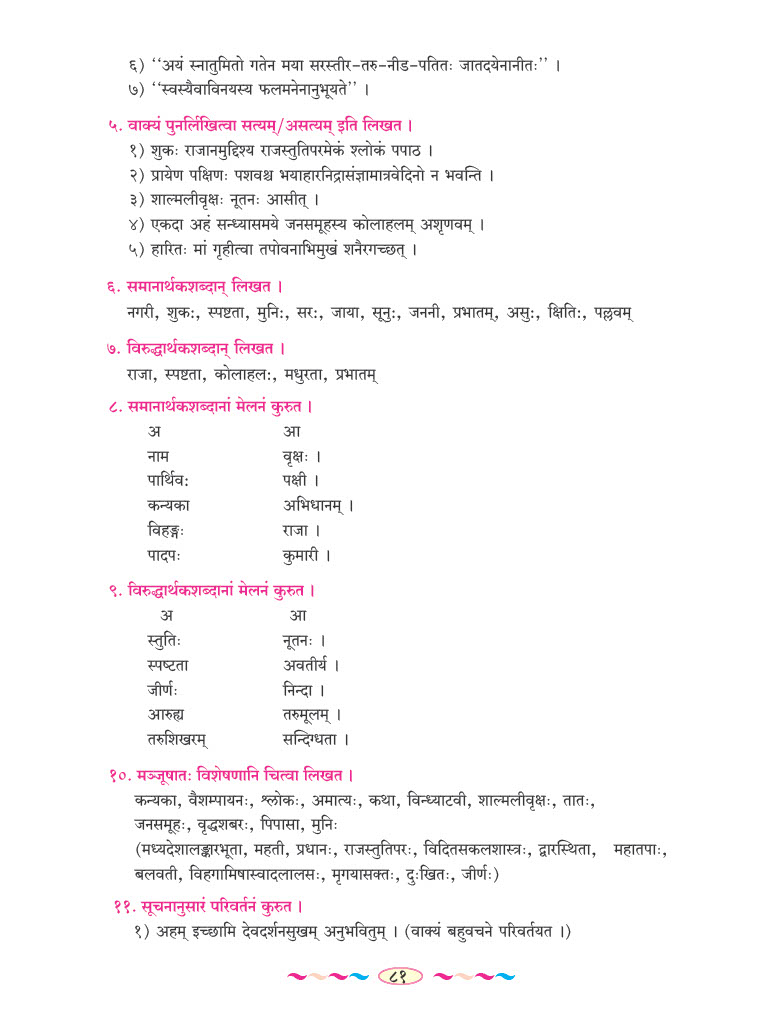 ६) ‘‘अयं स्नातुमितो गतेन मया सरस्तीर-तरु-नीड-पतितः जातदयेनानीतः’’ ।
७) ‘‘स्वस्यैवाविनयस्य फलमनेनानुभूयते’’ ।
५. वाक्यं पुनर्लिखित्वा सत्यम्/असत्यम् इति लिखत ।
१) शुकः राजानमुद्दिश्य राजस्तुतिपरमेकं श्लोकं पपाठ ।
२) प्रायेण पक्षिणः पशवश्च भयाहारनिद्रासंज्ञामात्रवेदिनो न भवन्ति ।
३) शाल्मलीवृक्षः नूतनः आसीत् ।
४) एकदा अहं सन्ध्यासमये जनसमूहस्य कोलाहलम् अशृणवम् ।
५) हारितः मां गृहीत्वा तपोवनाभिमुखं शनैरगच्छत् ।
६. समानार्थकशब्दान् लिखत ।
नगरी, शुकः, स्पष्टता, मुनिः, सरः, जाया, सूनुः, जननी, प्रभातम्, असुः, क्षितिः, पल्लवम्
७. विरुद्धार्थकशब्दान् लिखत ।
राजा, स्पष्टता, कोलाहलः, मधुरता, प्रभातम्
८. समानार्थकशब्दानां मेलनं कुरुत ।
अ आ
नाम वृक्षः ।
पार्थिवः पक्षी ।
कन्यका अभिधानम् ।
विहङ्गः राजा ।
पादपः कुमारी ।
९. विरुद्धार्थकशब्दानां मेलनं कुरुत ।
अ आ
स्तुतिः नूतनः ।
स्पष्टता अवतीर्य ।
जीर्णः निन्दा ।
आरुह्य तरुमूलम् ।
तरुशिखरम् सन्दिग्धता ।
१०. मञ्जूषातः विशेषणानि चित्वा लिखत ।
कन्यका, वैशम्पायनः, श्लोकः, अमात्यः, कथा, विन्ध्याटवी, शाल्मलीवृक्षः, तातः,
जनसमूहः, वृद्धशबरः, पिपासा, मुनिः
(मध्यदेशालङ्कारभूता, महती, प्रधानः, राजस्तुतिपरः, विदितसकलशास्त्रः, द्वारस्थिता, महातपाः,
बलवती, विहगामिषास्वादलालसः, मृगयासक्तः, दुःखितः, जीर्णः)
११. सूचनानुसारं परिवर्तनं कुरुत ।
१) अहम् इच्छामि देवदर्शनसुखम् अनुभवितुम् । (वाक्यं बहुवचने परिवर्तयत ।)
८१